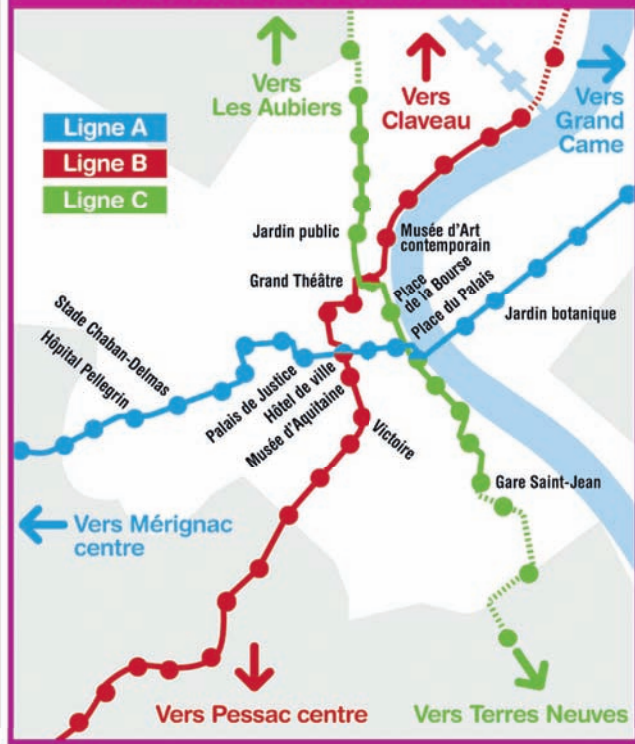 Vers
Les Aubiers
Vers
Claveau
Vers
Grand
Came
Ligne A
Ligne B
Ligne C
Jardin public
Musée d'Art
contemporain
Grand Théâtre
Place
de la Bourse
Place du Palais
Jardin botanique
Stade Chaban-Delmas
Hôpital Pellegrin
Palais de Justice
Hôtel de ville
Musée d'Aquitaine
Victoire
Gare Saint-Jean
Vers Mérignac
centre
Vers Pessac centre
Vers Terres Neuves